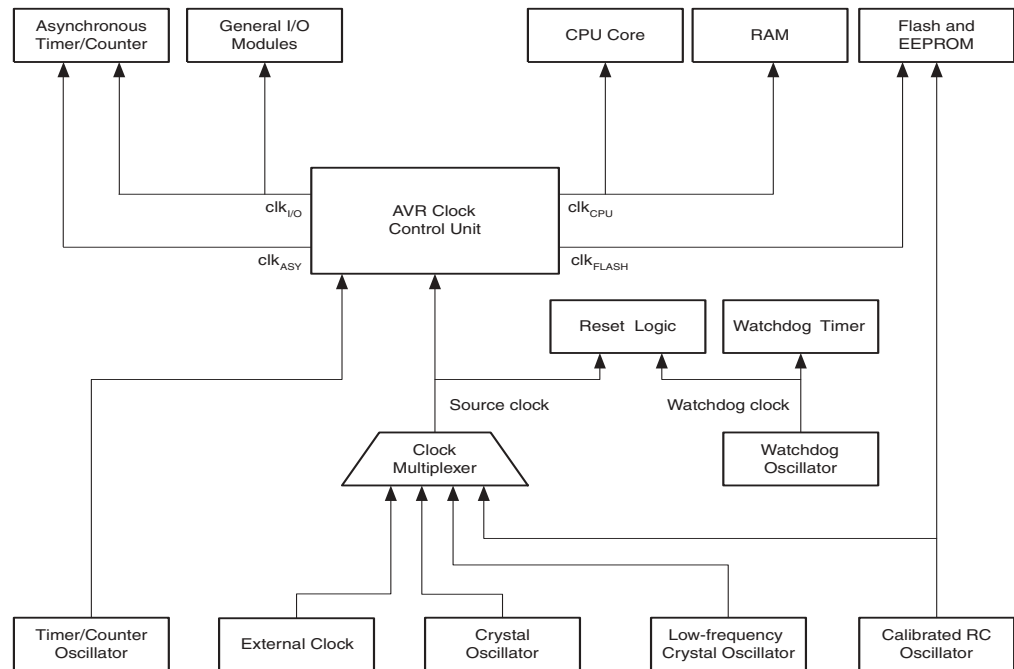 Asynchronous
Timer/Counter
General I/O
Modules
CPU Core
RAM
Flash and
EEPROM
clkI/O
AVR Clock
Control Unit
clkCPU
clkASY
clkFLASH
Reset Logic
Watchdog Timer
Source clock
Watchdog clock
Clock
Multiplexer
Watchdog
Oscillator
Timer/Counter
Oscillator
External Clock
Crystal
Oscillator
Low-frequency
Crystal Oscillator
Calibrated RC
Oscillator